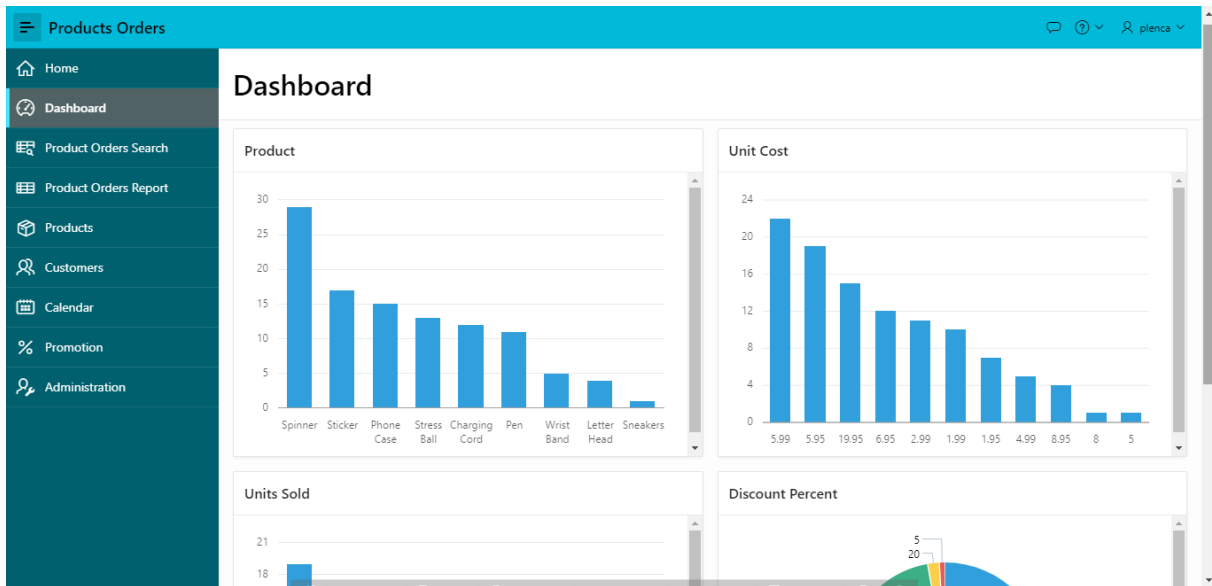 Products Orders
plenca
Home
Dashboard
Product Orders Search
Product Orders Report
Products
Customers
Calendar
Promotion
Administration
Dashboard
Product
30
25
20
15
10
5
0
Spinner Sticker Phone Case Stress Ball Charging Cord Pen Wrist Band Letter Head Sneakers
Unit Cost
24
20
16
12
8
4
0
5.99 5.95 19.95 6.95 2.99 1.99 1.95 4.99 8.95 8 5
Units Sold
21
18
Discount Percent
5
20